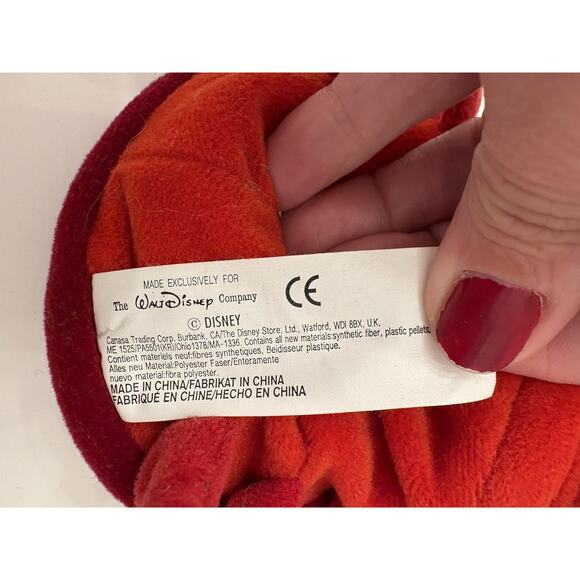 MADE EXCLUSIVELY FOR
The WALT DISNEY Company
CE
© DISNEY
Canasa Trading Corp. Burbank, CA/The Disney Store, Ltd., Watford, WDI 8BX, U.K.
ME 1525/PA5501(KR)/Ohio1378/MA-1336. Contains all new materials:synthetic fiber, plastic pellets.
Contient materiels neuf:fibres synthetiques, Beidisseur plastique.
Alles neu Material:Polyester Faser/Enteramente
nuevo material:fibra polyester.
MADE IN CHINA/FABRIKAT IN CHINA
FABRIQUÉ EN CHINE/HECHO EN CHINA